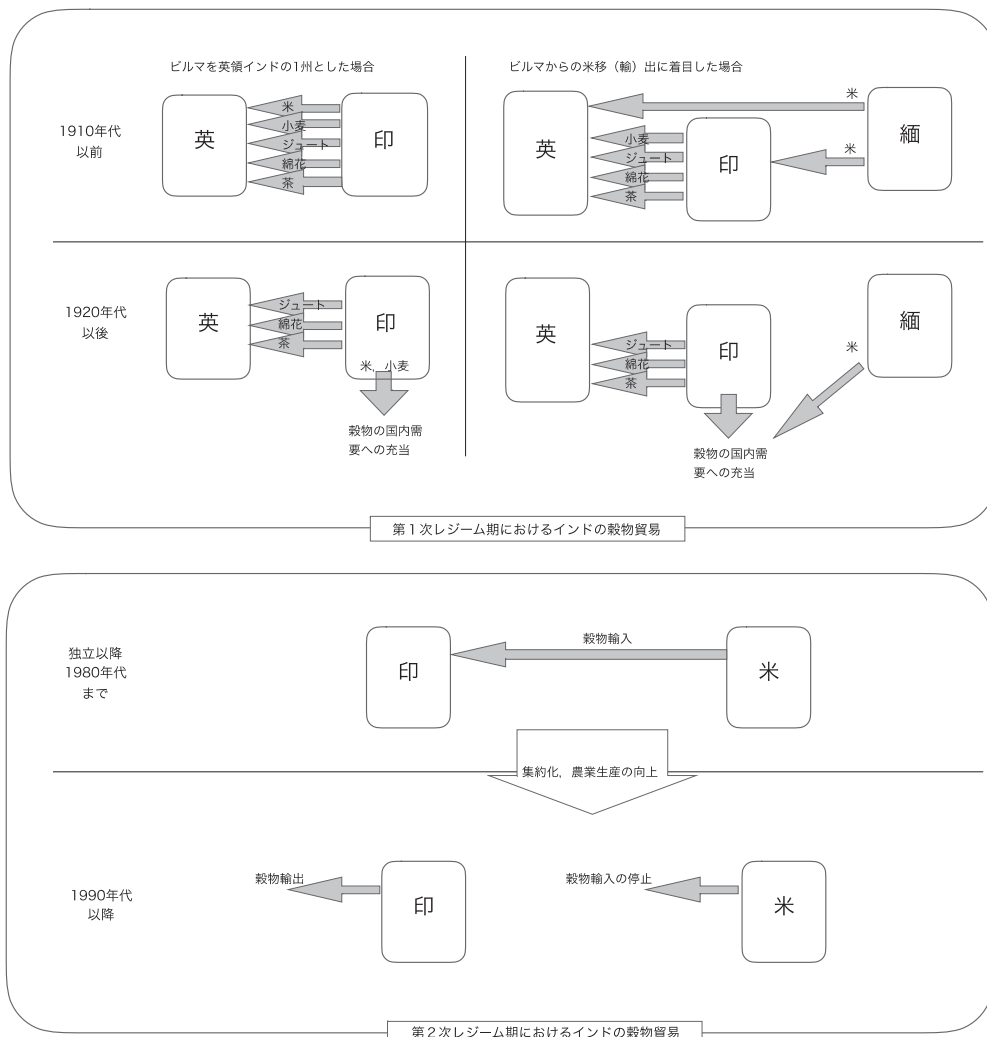 ビルマを英領インドの1州とした場合
ビルマからの米移（輸）出に着目した場合
1910年代
以前
英
米
小麦
ジュート
綿花
茶
印
英
小麦
ジュート
綿花
茶
印
米
米
緬
1920年代
以後
英
ジュート
綿花
茶
印
米，小麦
穀物の国内需
要への充当
英
ジュート
綿花
茶
印
米
緬
穀物の国内需
要への充当
第１次レジーム期におけるインドの穀物貿易
独立以降
1980年代
まで
印
穀物輸入
米
集約化，農業生産の向上
1990年代
以降
穀物輸出
印
穀物輸入の停止
米
第２次レジーム期におけるインドの穀物貿易